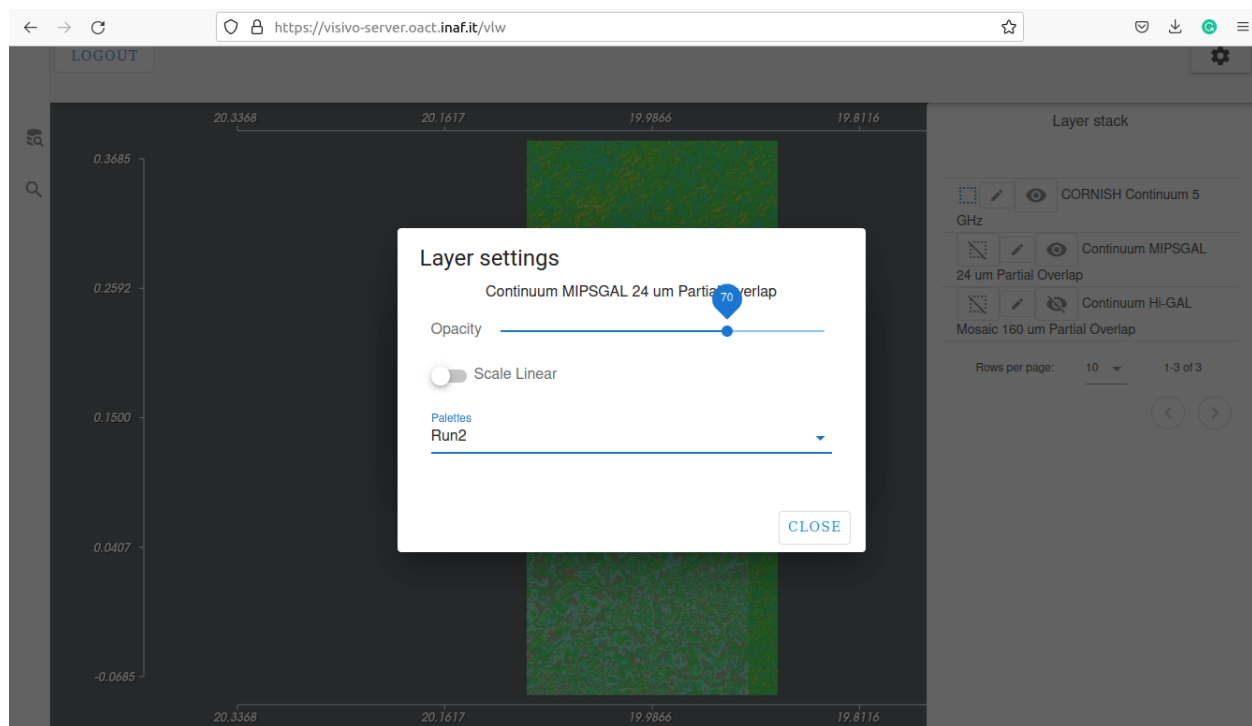 https://visivo-server.oact.inaf.it/vlw
LOGOUT
20.3368 20.1617 19.9866 19.8116
Layer stack
0.3685
CORNISH Continuum 5
GHz
Continuum MIPSGAL
24 um Partial Overlap
Continuum Hi-GAL
Mosaic 160 um Partial Overlap
Rows per page: 10 1-3 of 3
0.2592
0.1500
0.0407
-0.0685
Layer settings
Continuum MIPSGAL 24 um Partial verlap
70
Opacity
Scale Linear
Palettes
Run2
CLOSE
20.3368 20.1617 19.9866 19.8116